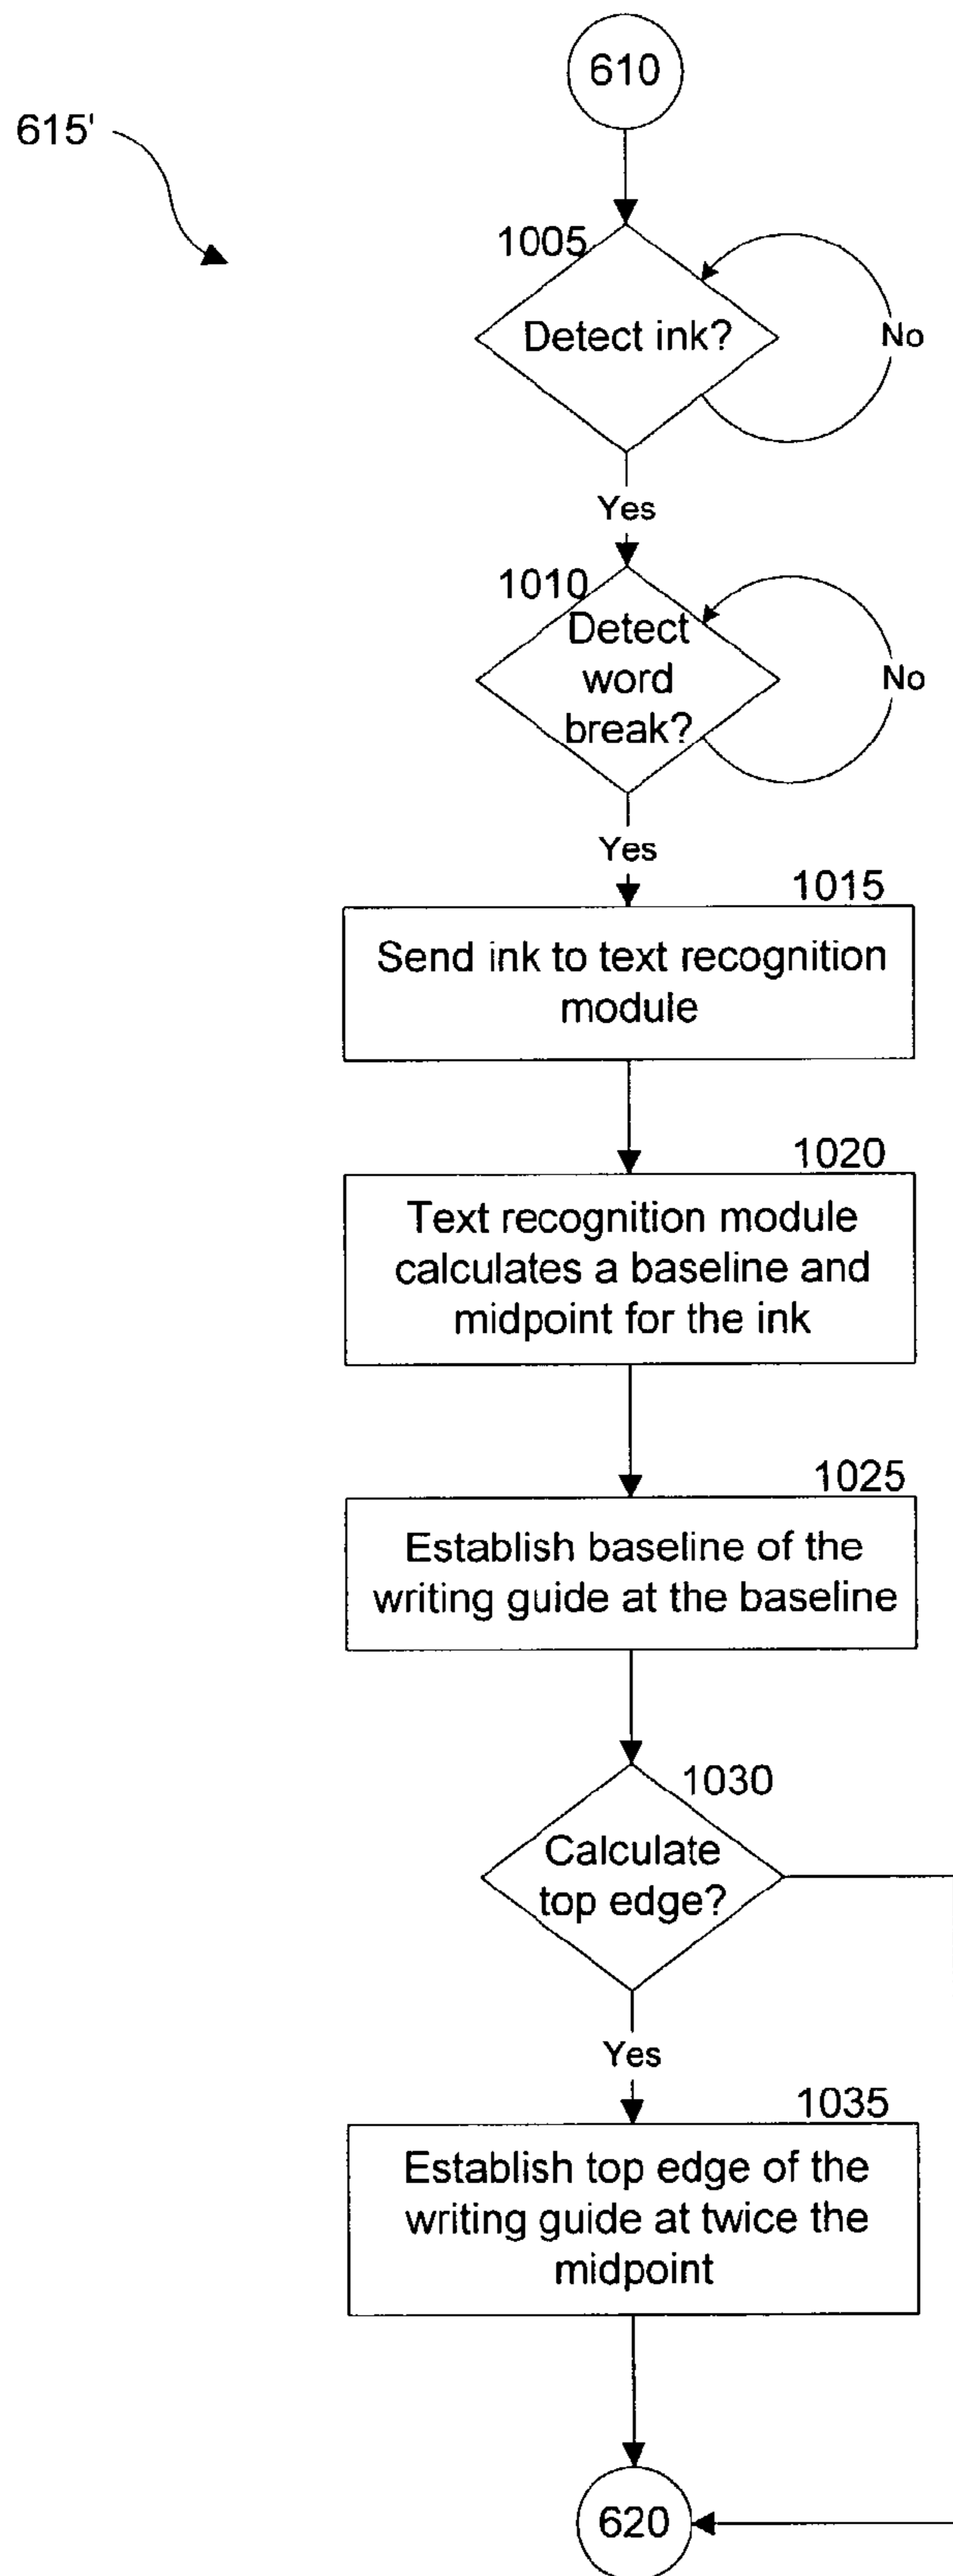 610
615'
1005
Detect ink?
No
Yes
1010
Detect
word
break?
No
Yes
1015
Send ink to text recognition
module
1020
Text recognition module
calculates a baseline and
midpoint for the ink
1025
Establish baseline of the
writing guide at the baseline
1030
Calculate
top edge?
Yes
1035
Establish top edge of the
writing guide at twice the
midpoint
620